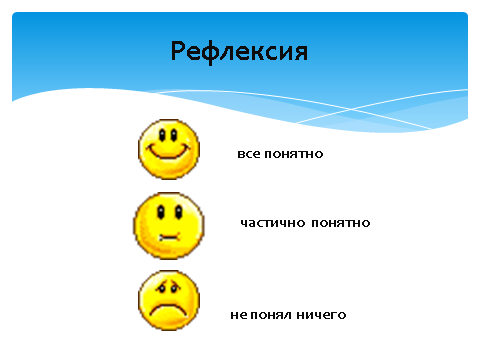 Рефлексия
все понятно
частично понятно
не понял ничего